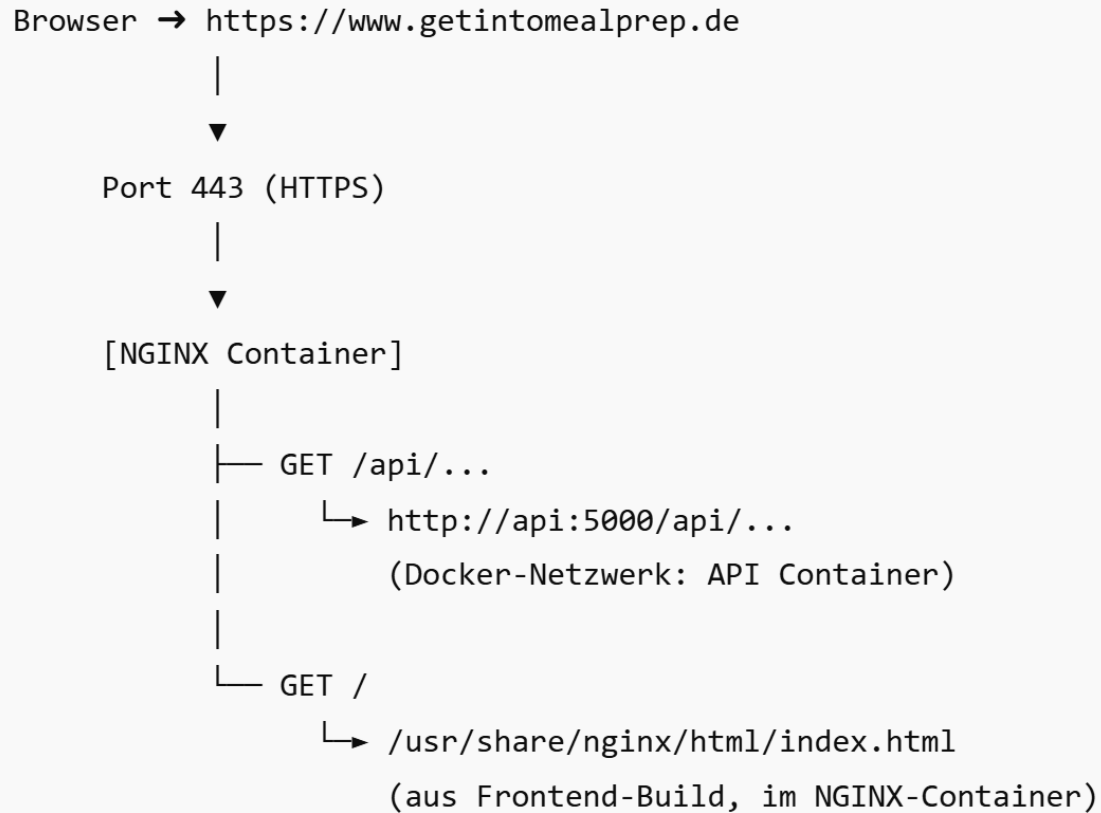 Browser ➔ https://www.getintomealprep.de
│
▼
Port 443 (HTTPS)
│
▼
[NGINX Container]
│
├── GET /api/...
│     └─► http://api:5000/api/...
│         (Docker-Netzwerk: API Container)
│
└── GET /
      └─► /usr/share/nginx/html/index.html
          (aus Frontend-Build, im NGINX-Container)